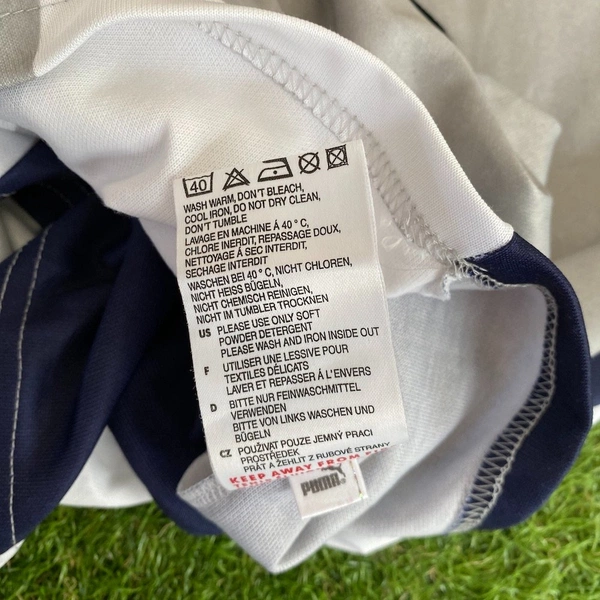 40
WASH WARM, DON'T BLEACH,
COOL IRON, DO NOT DRY CLEAN,
DON'T TUMBLE
LAVAGE EN MACHINE À 40°C,
CHLORE INERDIT, REPASSAGE DOUX,
NETTOYAGE À SEC INTERDIT,
SECHAGE INTERDIT
WASCHEN BEI 40°C, NICHT CHLOREN,
NICHT HEISS BÜGELN,
NICHT CHEMISCH REINIGEN,
NICHT IM TUMBLER TROCKNEN
US PLEASE USE ONLY SOFT
POWDER DETERGENT
PLEASE WASH AND IRON INSIDE OUT
F UTILISER UNE LESSIVE POUR
TEXTILES DÉLICATS
LAVER ET REPASSER À L'ENVERS
D BITTE NUR FEINWASCHMITTEL
VERWENDEN
BITTE VON LINKS WASCHEN UND
BÜGELN
CZ POUŽÍVAT POUZE JEMNÝ PRACÍ
PROSTŘEDEK
PRÁT A ŽEHLIT Z RUBOVÉ STRANY
KEEP AWAY FROM
PUMA